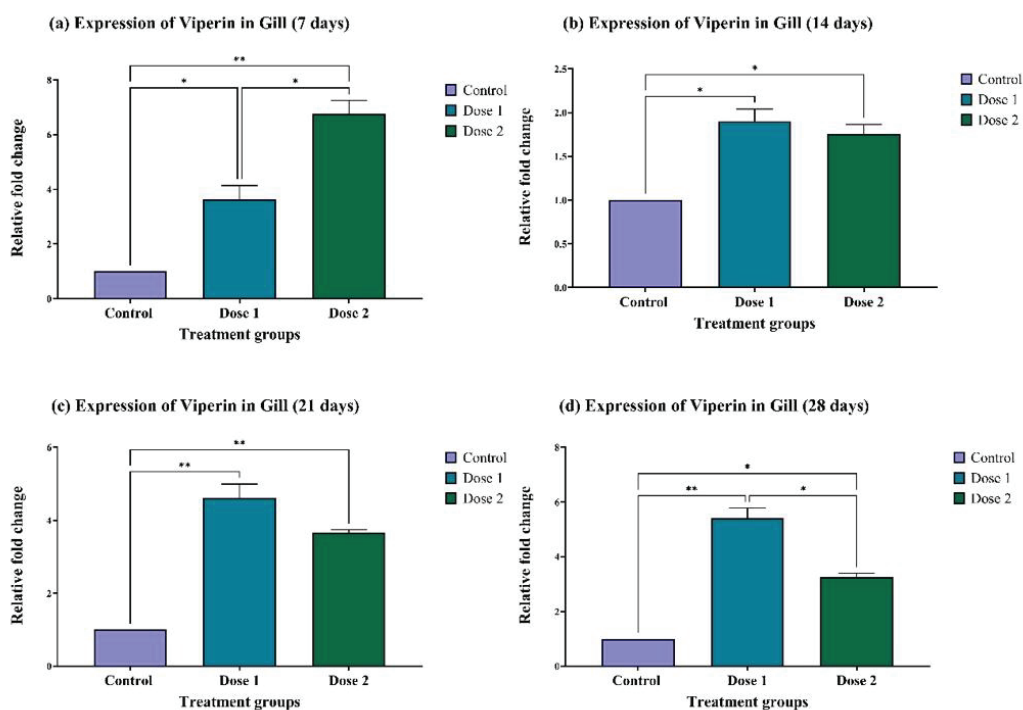 (a) Expression of Viperin in Gill (7 days)
**
*
*
8
6
4
2
0
Relative fold change
Control
Dose 1
Dose 2
Treatment groups
Control
Dose 1
Dose 2
(b) Expression of Viperin in Gill (14 days)
*
*
2.5
2.0
1.5
1.0
0.5
0.0
Relative fold change
Control
Dose 1
Dose 2
Treatment groups
Control
Dose 1
Dose 2
(c) Expression of Viperin in Gill (21 days)
**
**
6
4
2
0
Relative fold change
Control
Dose 1
Dose 2
Treatment groups
Control
Dose 1
Dose 2
(d) Expression of Viperin in Gill (28 days)
*
**
*
8
6
4
2
0
Relative fold change
Control
Dose 1
Dose 2
Treatment groups
Control
Dose 1
Dose 2